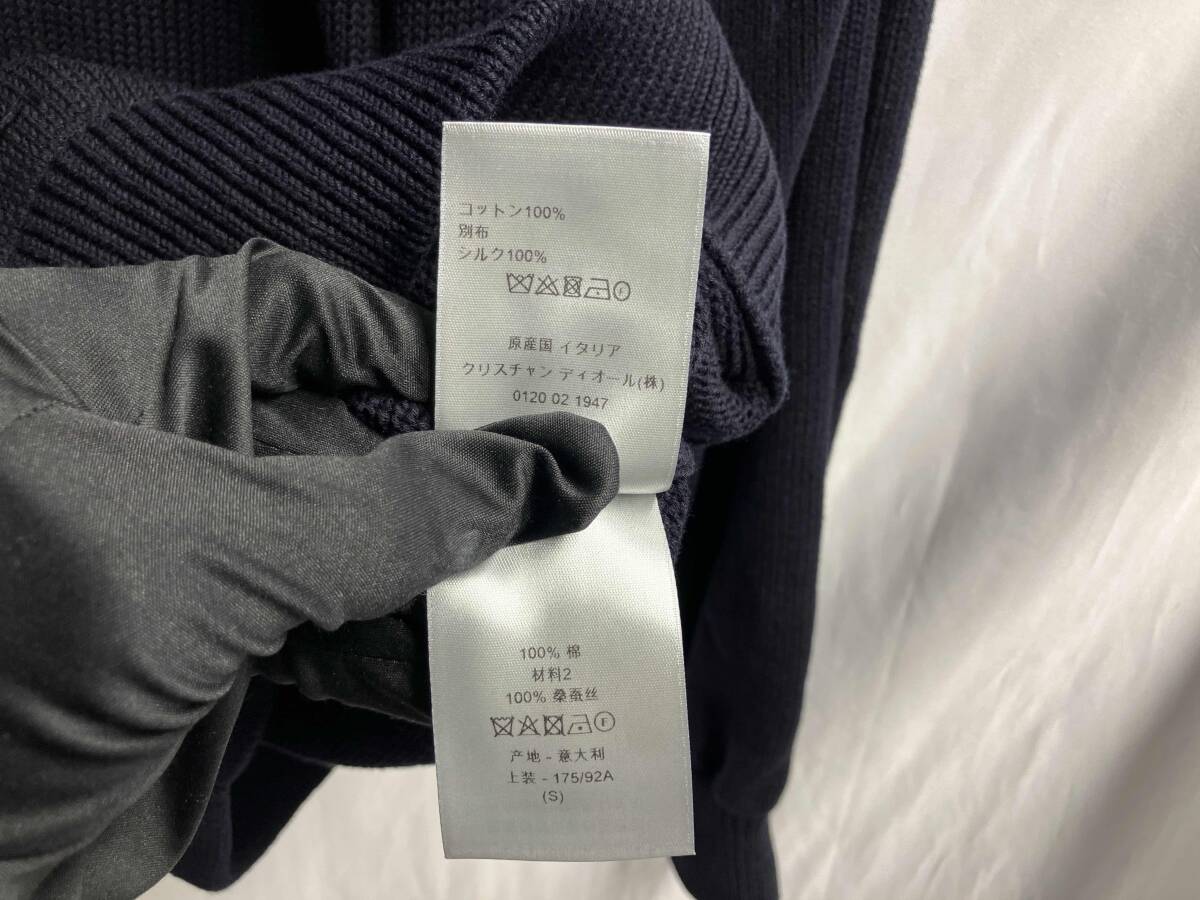 コットン100%
別布
シルク100%
原産国 イタリア
クリスチャン ディオール(株)
0120 02 1947
100% 棉
材料2
100% 桑蚕丝
产地 - 意大利
上装 - 175/92A
(S)